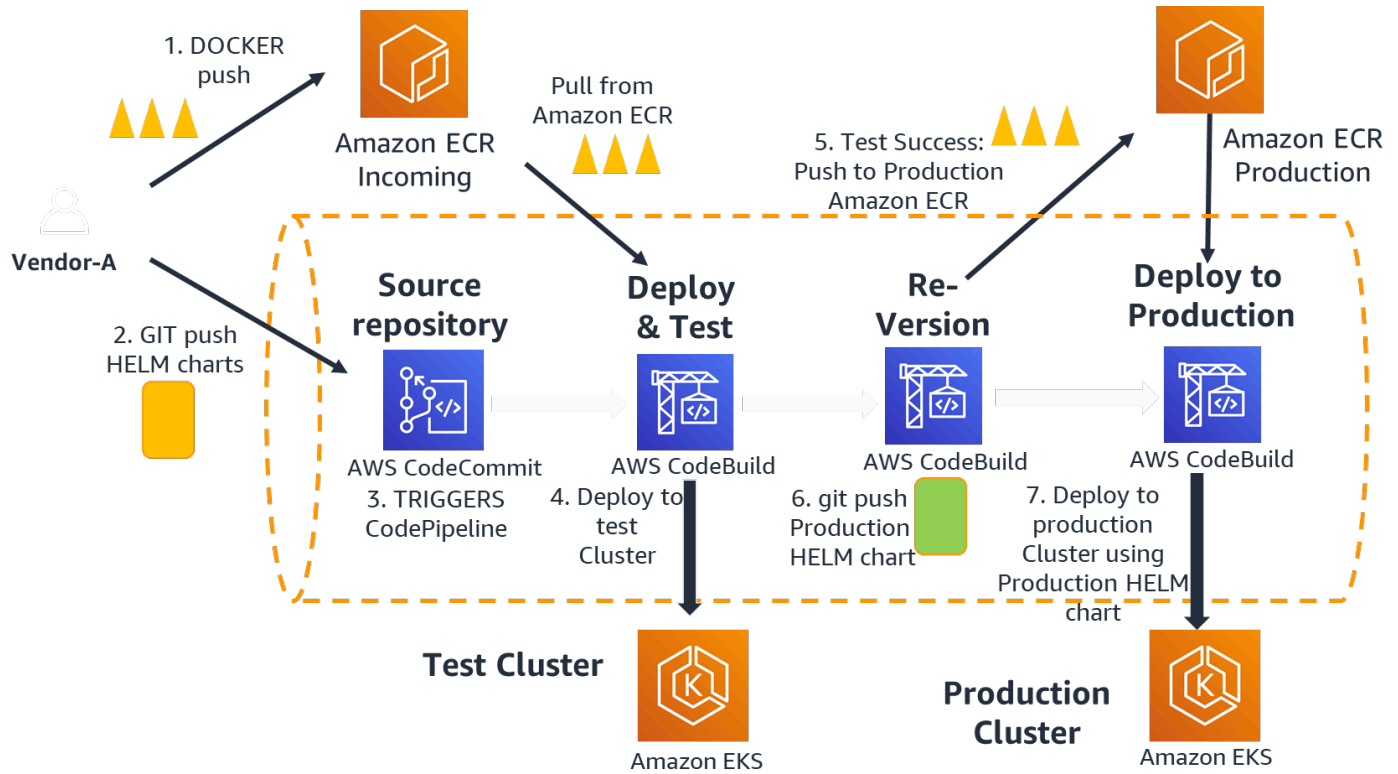 1. DOCKER
push
Amazon ECR
Incoming
Pull from
Amazon ECR
5. Test Success:
Push to Production
Amazon ECR
Amazon ECR
Production
Vendor-A
2. GIT push
HELM charts
Source
repository
Deploy
& Test
Re-
Version
Deploy to
Production
</>
</>
</>
</>
AWS CodeCommit
AWS CodeBuild
AWS CodeBuild
AWS CodeBuild
3. TRIGGERS
CodePipeline
4. Deploy to
test
Cluster
6. git push
Production
HELM chart
7. Deploy to
production
Cluster using
Production HELM
chart
Test Cluster
K
Amazon EKS
Production
Cluster
K
Amazon EKS